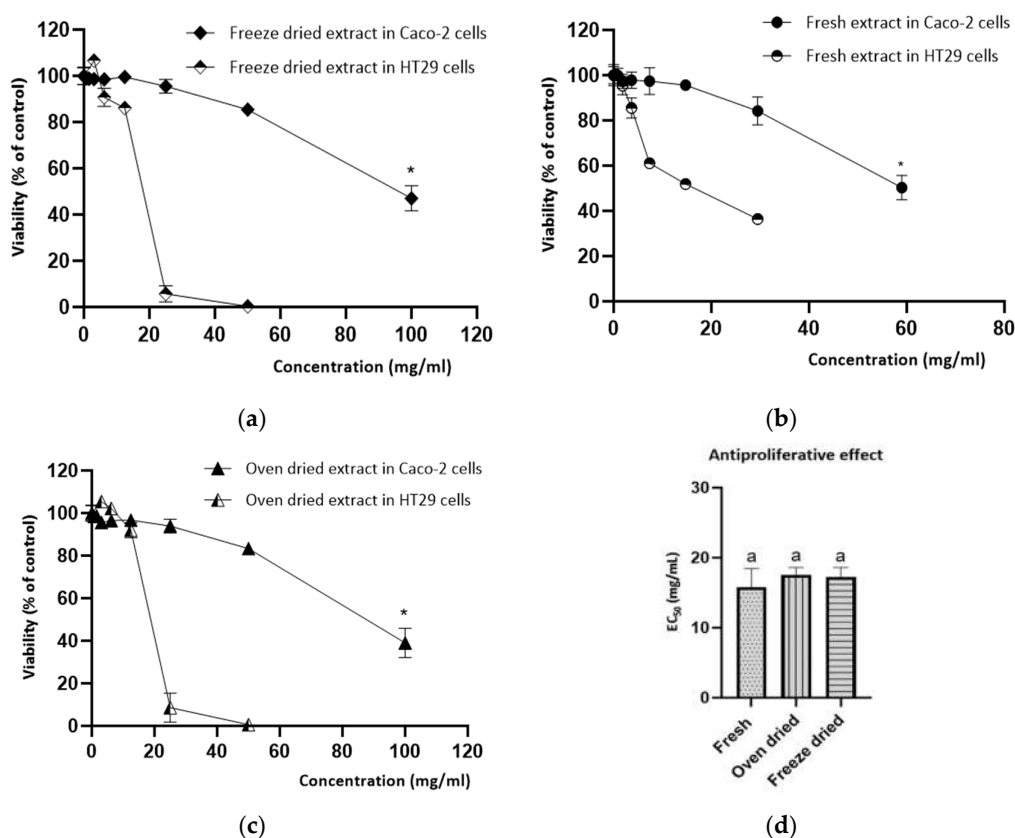 120
100
80
60
40
20
0
Viability (% of control)
Freeze dried extract in Caco-2 cells
Freeze dried extract in HT29 cells
*
0 20 40 60 80 100 120
Concentration (mg/ml)
(a)
120
100
80
60
40
20
0
Viability (% of control)
Fresh extract in Caco-2 cells
Fresh extract in HT29 cells
*
0 20 40 60 80
Concentration (mg/ml)
(b)
120
100
80
60
40
20
0
Viability (% of control)
Oven dried extract in Caco-2 cells
Oven dried extract in HT29 cells
*
0 20 40 60 80 100 120
Concentration (mg/ml)
(c)
Antiproliferative effect
30
20
10
0
EC₅₀ (mg/mL)
a a a
Fresh
Oven dried
Freeze dried
(d)